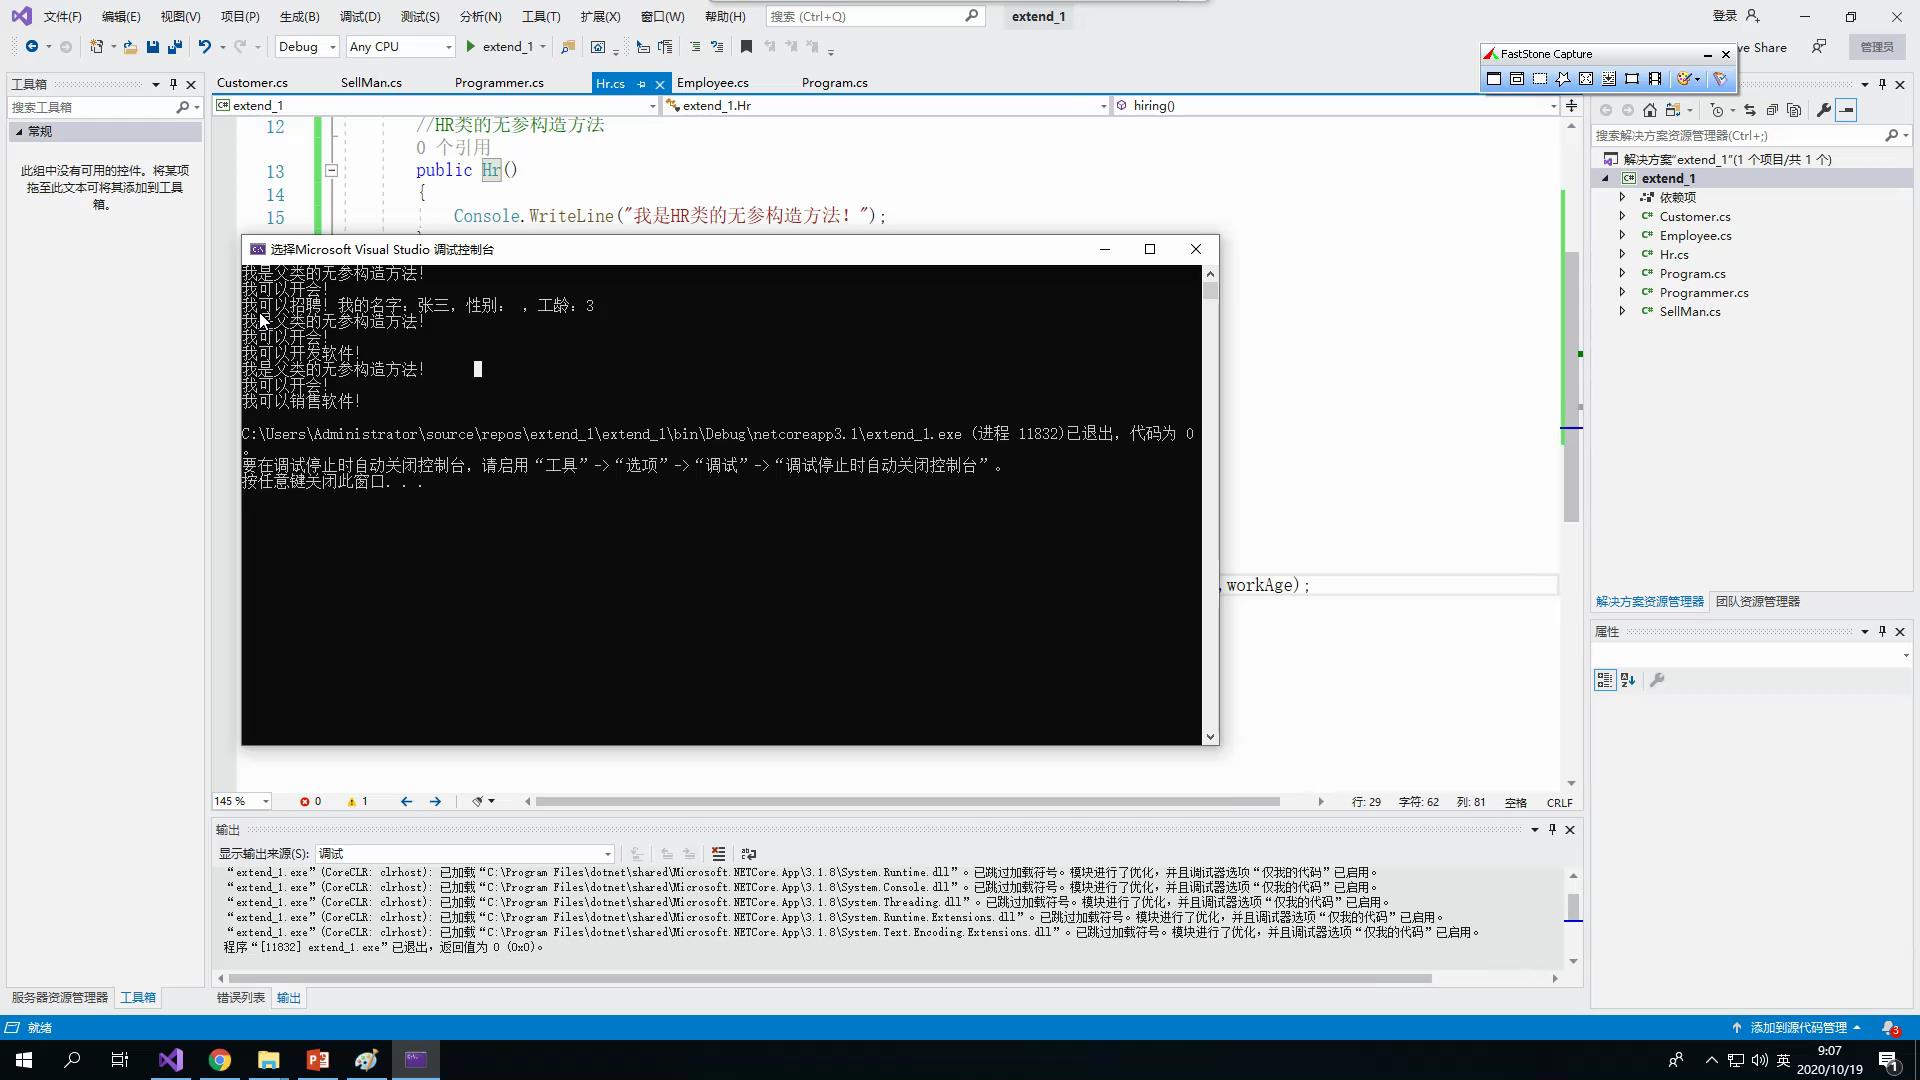 文件(F) 编辑(E) 视图(V) 项目(P) 生成(B) 调试(D) 测试(S) 分析(N) 工具(T) 扩展(X) 窗口(W) 帮助(H) 搜索 (Ctrl+Q) extend_1 登录
Debug Any CPU extend_1 ve Share 管理员
FastStone Capture
工具箱
搜索工具箱
常规
此组中没有可用的控件。将某项
拖至此文本可将其添加到工具
箱。
Customer.cs SellMan.cs Programmer.cs Hr.cs Employee.cs Program.cs
extend_1 extend_1.Hr hiring()
12 //HR类的无参构造方法
0 个引用
13 public Hr()
14 {
15 Console.WriteLine("我是HR类的无参构造方法！");
选择Microsoft Visual Studio 调试控制台
我是父类的无参构造方法!
我可以开会!
我可以招聘! 我的名字: 张三, 性别:  , 工龄: 3
我是父类的无参构造方法!
我可以开会!
我可以开发软件!
我是父类的无参构造方法!
我可以开会!
我可以销售软件!
C:\Users\Administrator\source\repos\extend_1\extend_1\bin\Debug\netcoreapp3.1\extend_1.exe (进程 11832)已退出，代码为 0
。
要在调试停止时自动关闭控制台，请启用“工具”->“选项”->“调试”->“调试停止时自动关闭控制台”。
按任意键关闭此窗口. . .
,workAge);
145 % 0 1 行: 29 字符: 62 列: 81 空格 CRLF
输出
显示输出来源(S): 调试
“extend_1.exe”(CoreCLR: clrhost): 已加载“C:\Program Files\dotnet\shared\Microsoft.NETCore.App\3.1.8\System.Runtime.dll”。已跳过加载符号。模块进行了优化，并且调试器选项“仅我的代码”已启用。
“extend_1.exe”(CoreCLR: clrhost): 已加载“C:\Program Files\dotnet\shared\Microsoft.NETCore.App\3.1.8\System.Console.dll”。已跳过加载符号。模块进行了优化，并且调试器选项“仅我的代码”已启用。
“extend_1.exe”(CoreCLR: clrhost): 已加载“C:\Program Files\dotnet\shared\Microsoft.NETCore.App\3.1.8\System.Threading.dll”。已跳过加载符号。模块进行了优化，并且调试器选项“仅我的代码”已启用。
“extend_1.exe”(CoreCLR: clrhost): 已加载“C:\Program Files\dotnet\shared\Microsoft.NETCore.App\3.1.8\System.Runtime.Extensions.dll”。已跳过加载符号。模块进行了优化，并且调试器选项“仅我的代码”已启用。
“extend_1.exe”(CoreCLR: clrhost): 已加载“C:\Program Files\dotnet\shared\Microsoft.NETCore.App\3.1.8\System.Text.Encoding.Extensions.dll”。已跳过加载符号。模块进行了优化，并且调试器选项“仅我的代码”已启用。
程序“[11832] extend_1.exe”已退出，返回值为 0 (0x0)。
服务器资源管理器 工具箱 错误列表 输出
搜索解决方案资源管理器(Ctrl+;)
解决方案"extend_1"(1 个项目/共 1 个)
extend_1
依赖项
Customer.cs
Employee.cs
Hr.cs
Program.cs
Programmer.cs
SellMan.cs
解决方案资源管理器 团队资源管理器
属性
就绪 添加到源代码管理 3
英 9:07
2020/10/19 1